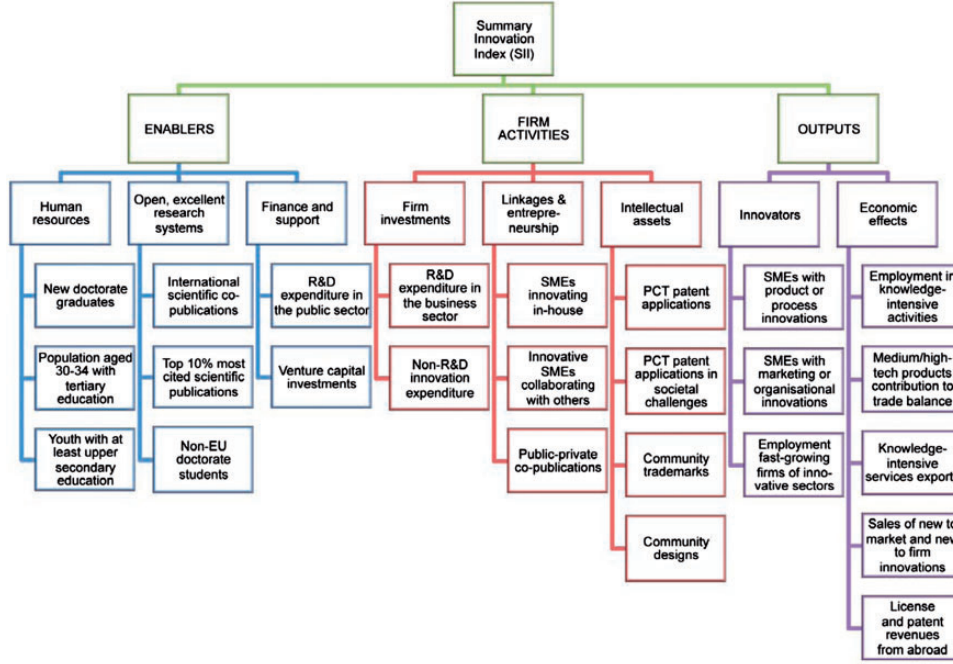 Summary
Innovation
Index (SII)
ENABLERS
FIRM
ACTIVITIES
OUTPUTS
Human
resources
Open, excellent
research
systems
Finance and
support
Firm
investments
Linkages &
entrepre-
neurship
Intellectual
assets
Innovators
Economic
effects
New doctorate
graduates
International
scientific co-
publications
R&D
expenditure in
the public sector
R&D
expenditure in
the business
sector
SMEs
innovating
in-house
PCT patent
applications
SMEs with
product or
process
innovations
Employment in
knowledge-
intensive
activities
Population aged
30-34 with
tertiary
education
Top 10% most
cited scientific
publications
Venture capital
investments
Non-R&D
innovation
expenditure
Innovative
SMEs
collaborating
with others
PCT patent
applications in
societal
challenges
SMEs with
marketing or
organisational
innovations
Medium/high-
tech products
contribution to
trade balance
Youth with at
least upper
secondary
education
Non-EU
doctorate
students
Public-private
co-publications
Community
trademarks
Employment
fast-growing
firms of inno-
vative sectors
Knowledge-
intensive
services export
Community
designs
Sales of new to
market and new
to firm
innovations
License
and patent
revenues
from abroad